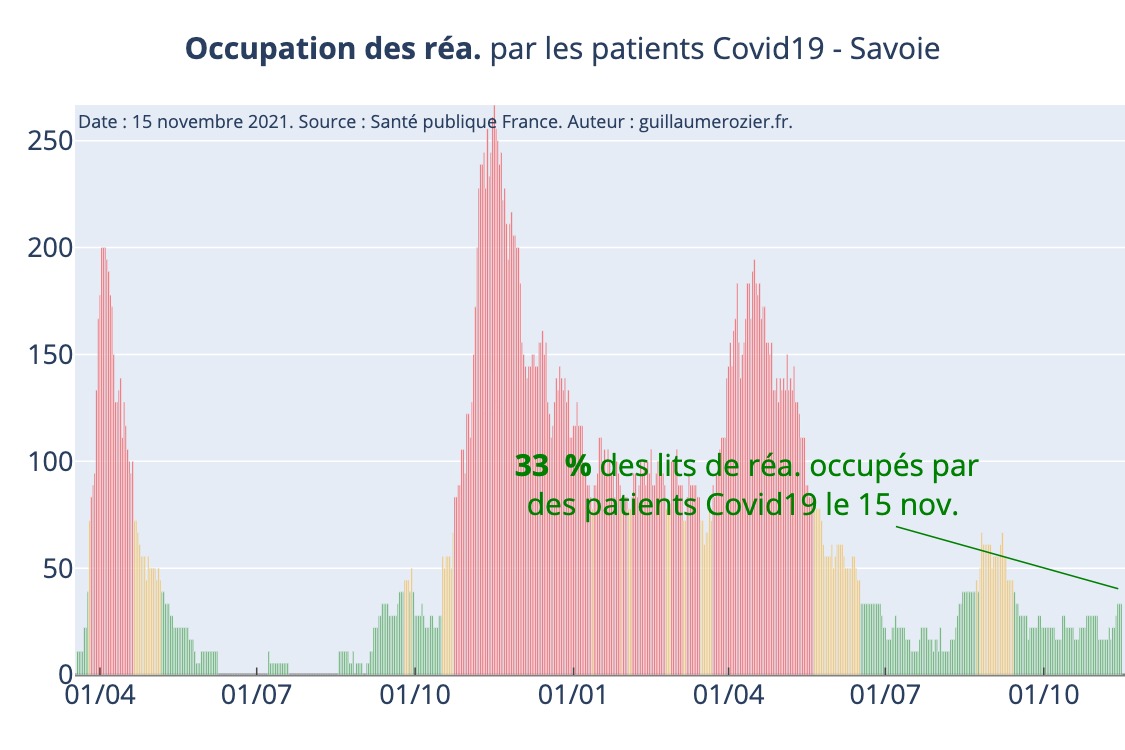 Occupation des réa. par les patients Covid19 - Savoie
Date : 15 novembre 2021. Source : Santé publique France. Auteur : guillaumerozier.fr.
250
200
150
100
50
0
33 % des lits de réa. occupés par
des patients Covid19 le 15 nov.
01/04 01/07 01/10 01/01 01/04 01/07 01/10